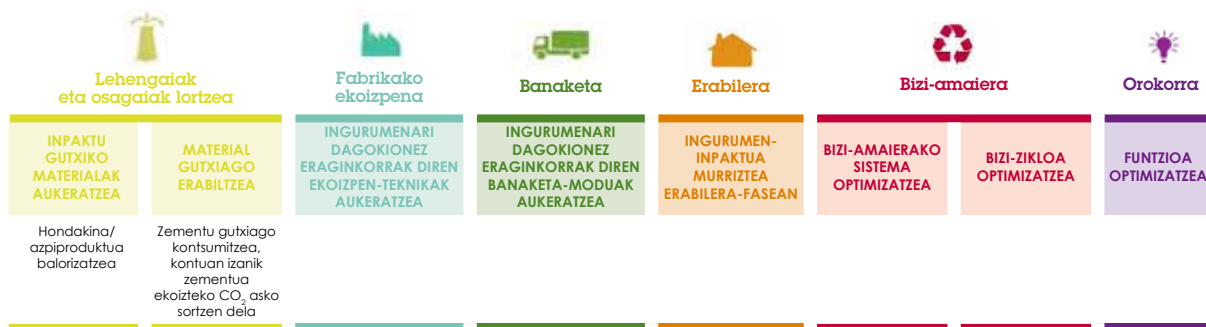 Lehengaiak
eta osagaiak lortzea
Fabrikako
ekoizpena
Banaketa
Erabilera
Bizi-amaiera
Orokorra
INPAKTU
GUTXIKO
MATERIALAK
AUKERATZEA
MATERIAL
GUTXIAGO
ERABILTZEA
INGURUMENARI
DAGOKIONEZ
ERAGINKORRAK DIREN
EKOIZPEN-TEKNIKAK
AUKERATZEA
INGURUMENARI
DAGOKIONEZ
ERAGINKORRAK DIREN
BANAKETA-MODUAK
AUKERATZEA
INGURUMEN-
INPAKTUA
MURRIZTEA
ERABILERA-FASEAN
BIZI-AMAIERAKO
SISTEMA
OPTIMIZATZEA
BIZI-ZIKLOA
OPTIMIZATZEA
FUNTZIOA
OPTIMIZATZEA
Hondakina/
azpiproduktua
balorizatzea
Zementu gutxiago
kontsumitzea,
kontuan izanik
zementua
ekoizteko CO₂ asko
sortzen dela